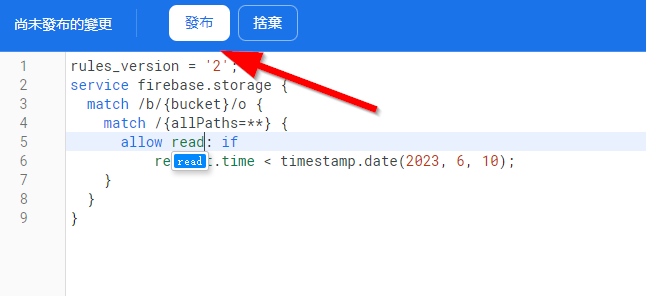 尚未發布的變更 發布 捨棄
1 rules_version = '2';
2 service firebase.storage {
3 match /b/{bucket}/o {
4 match /{allPaths=**} {
5 allow read: if
6 .time < timestamp.date(2023, 6, 10);
read
7 }
8 }
9 }